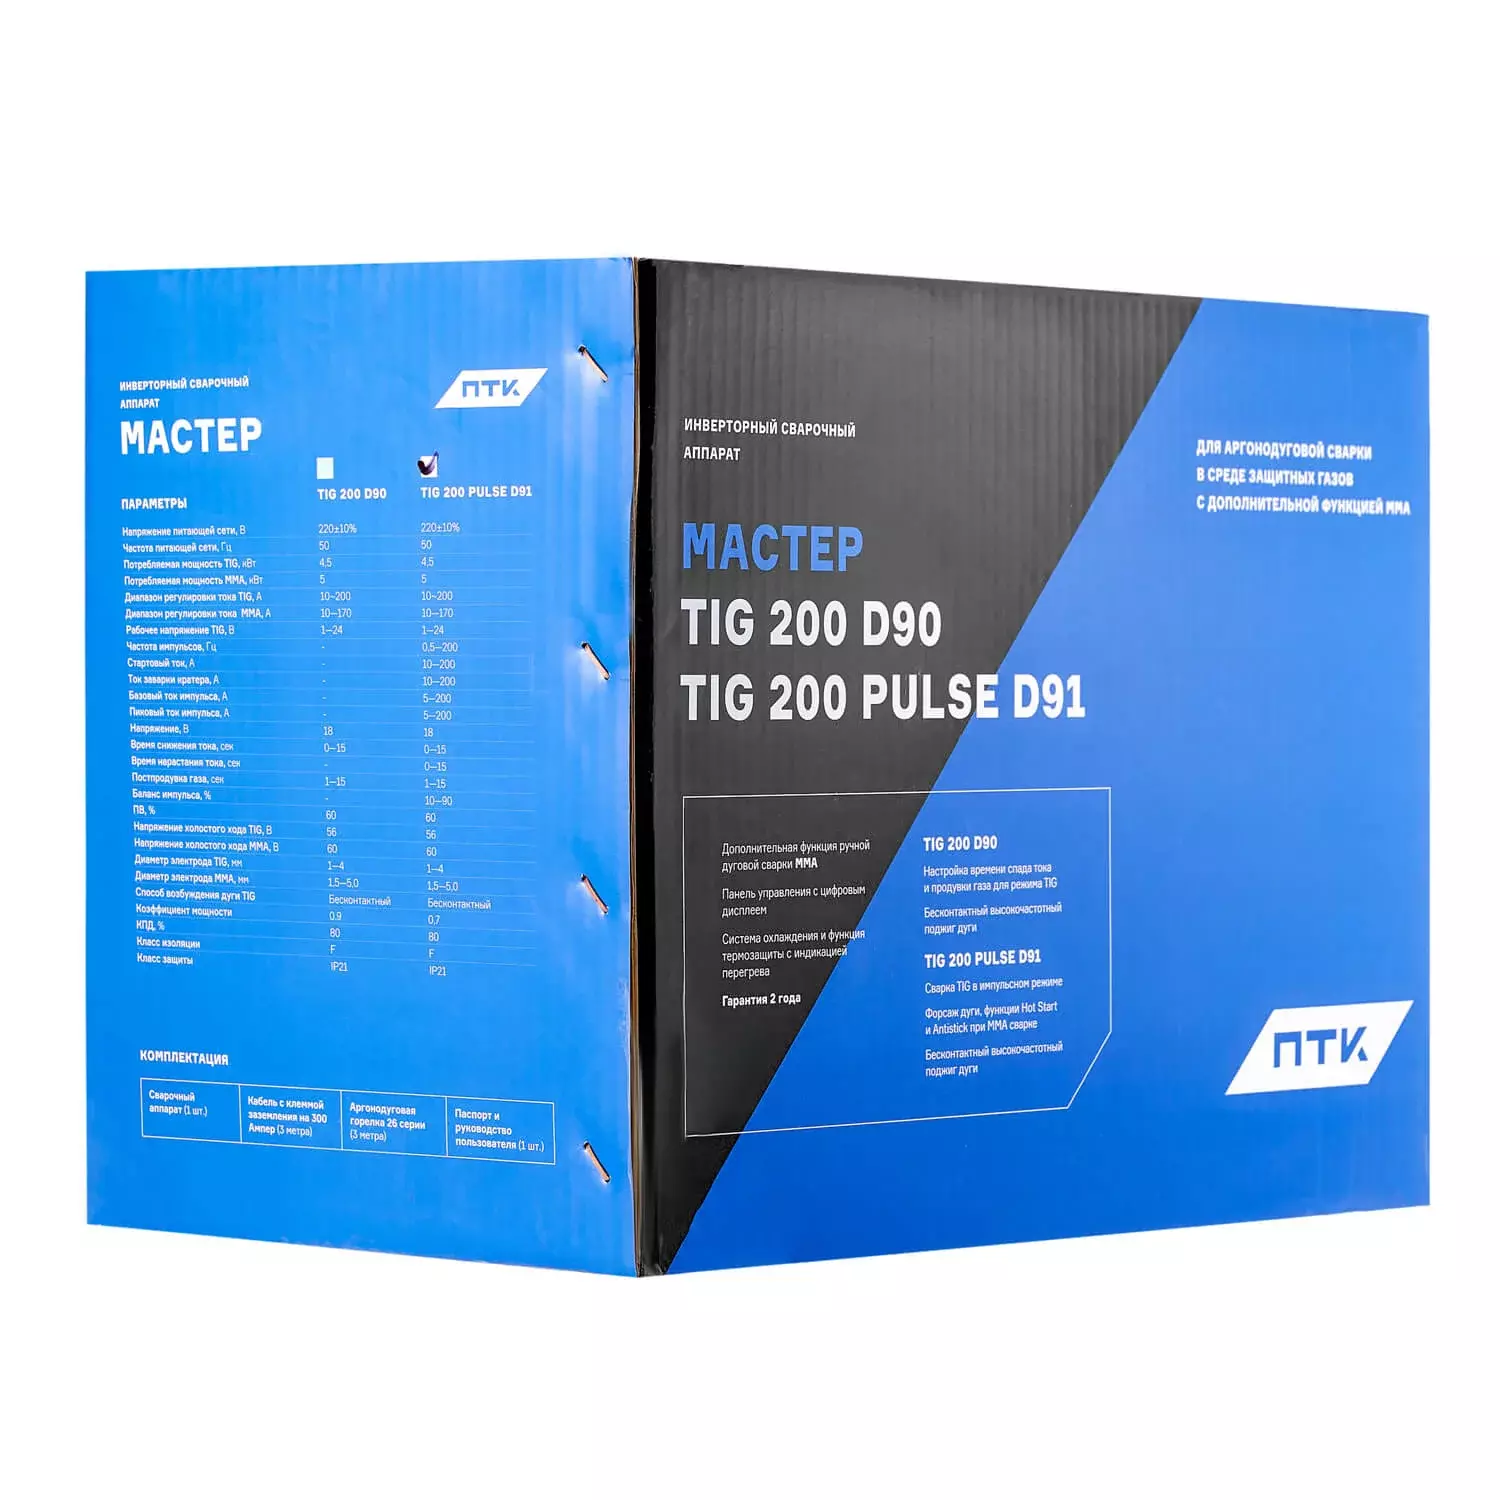 ИНВЕРТОРНЫЙ СВАРОЧНЫЙ
АППАРАТ
МАСТЕР
ПТК
ПАРАМЕТРЫ TIG 200 D90 TIG 200 PULSE D91
Напряжение питающей сети, В 220±10% 220±10%
Частота питающей сети, Гц 50 50
Потребляемая мощность TIG, кВт 4,5 4,5
Потребляемая мощность MMA, кВт 5 5
Диапазон регулировки тока TIG, А 10–200 10–200
Диапазон регулировки тока MMA, А 10–170 10–170
Рабочее напряжение TIG, В 1–24 1–24
Частота импульсов, Гц - 0,5–200
Стартовый ток, А - 10–200
Ток заварки кратера, А - 10–200
Базовый ток импульса, А - 5–200
Пиковый ток импульса, А - 5–200
Напряжение, В 18 18
Время снижения тока, сек 0–15 0–15
Время нарастания тока, сек - 0–15
Постпродувка газа, сек 1–15 1–15
Баланс импульса, % - 10–90
ПВ, % 60 60
Напряжение холостого хода TIG, В 56 56
Напряжение холостого хода MMA, В 60 60
Диаметр электрода TIG, мм 1–4 1–4
Диаметр электрода MMA, мм 1,5–5,0 1,5–5,0
Способ возбуждения дуги TIG Бесконтактный Бесконтактный
Коэффициент мощности 0.9 0,7
КПД, % 80 80
Класс изоляции F F
Класс защиты IP21 IP21
КОМПЛЕКТАЦИЯ
Сварочный
аппарат (1 шт.)
Кабель с клеммой
заземления на 300
Ампер (3 метра)
Аргонодуговая
горелка 26 серии
(3 метра)
Паспорт и
руководство
пользователя (1 шт.)
ИНВЕРТОРНЫЙ СВАРОЧНЫЙ
АППАРАТ
МАСТЕР
TIG 200 D90
TIG 200 PULSE D91
ДЛЯ АРГОНОДУГОВОЙ СВАРКИ
В СРЕДЕ ЗАЩИТНЫХ ГАЗОВ
С ДОПОЛНИТЕЛЬНОЙ ФУНКЦИЕЙ MMA
Дополнительная функция ручной
дуговой сварки MMA
Панель управления с цифровым
дисплеем
Система охлаждения и функция
термозащиты с индикацией
перегрева
Гарантия 2 года
TIG 200 D90
Настройка времени спада тока
и продувки газа для режима TIG
Бесконтактный высокочастотный
поджиг дуги
TIG 200 PULSE D91
Сварка TIG в импульсном режиме
Форсаж дуги, функции Hot Start
и Antistick при MMA сварке
Бесконтактный высокочастотный
поджиг дуги
ПТК